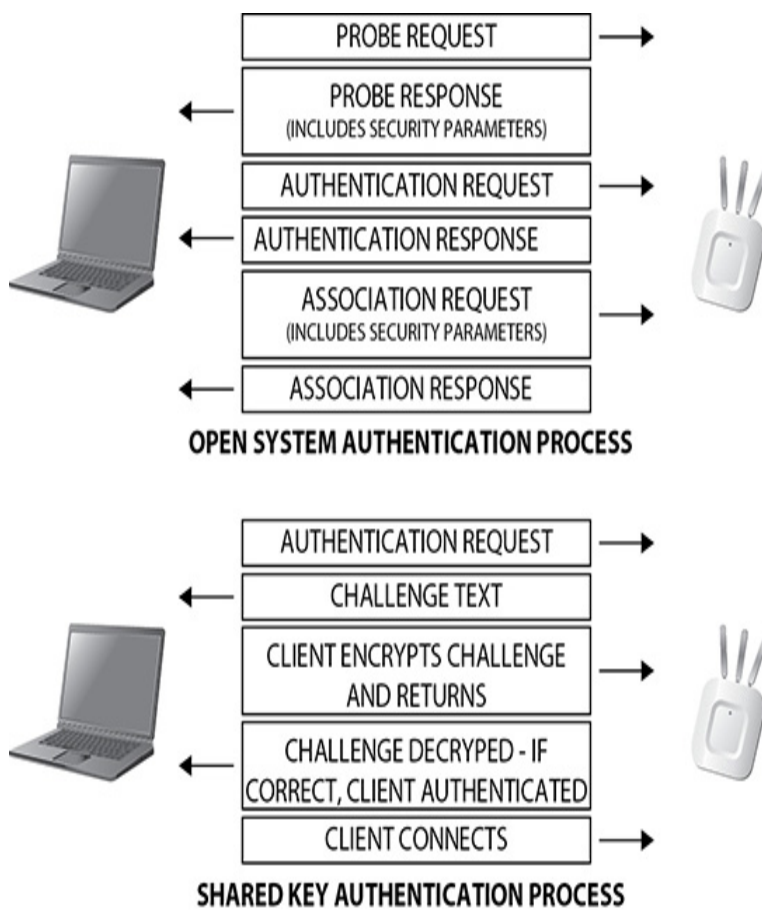 PROBE REQUEST
PROBE RESPONSE
(INCLUDES SECURITY PARAMETERS)
AUTHENTICATION REQUEST
AUTHENTICATION RESPONSE
ASSOCIATION REQUEST
(INCLUDES SECURITY PARAMETERS)
ASSOCIATION RESPONSE
OPEN SYSTEM AUTHENTICATION PROCESS
AUTHENTICATION REQUEST
CHALLENGE TEXT
CLIENT ENCRYPTS CHALLENGE
AND RETURNS
CHALLENGE DECRYPED - IF
CORRECT, CLIENT AUTHENTICATED
CLIENT CONNECTS
SHARED KEY AUTHENTICATION PROCESS